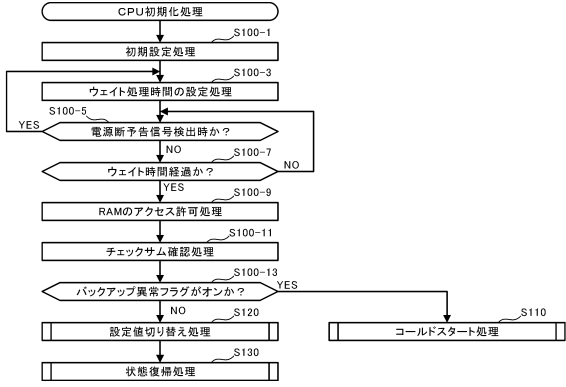 CPU初期化処理
S100-1
初期設定処理
S100-3
ウェイト処理時間の設定処理
S100-5
YES
電源断予告信号検出時か?
NO
S100-7
ウェイト時間経過か?
NO
YES
S100-9
RAMのアクセス許可処理
S100-11
チェックサム確認処理
S100-13
バックアップ異常フラグがオンか?
YES
NO
S120
設定値切り替え処理
S110
コールドスタート処理
S130
状態復帰処理